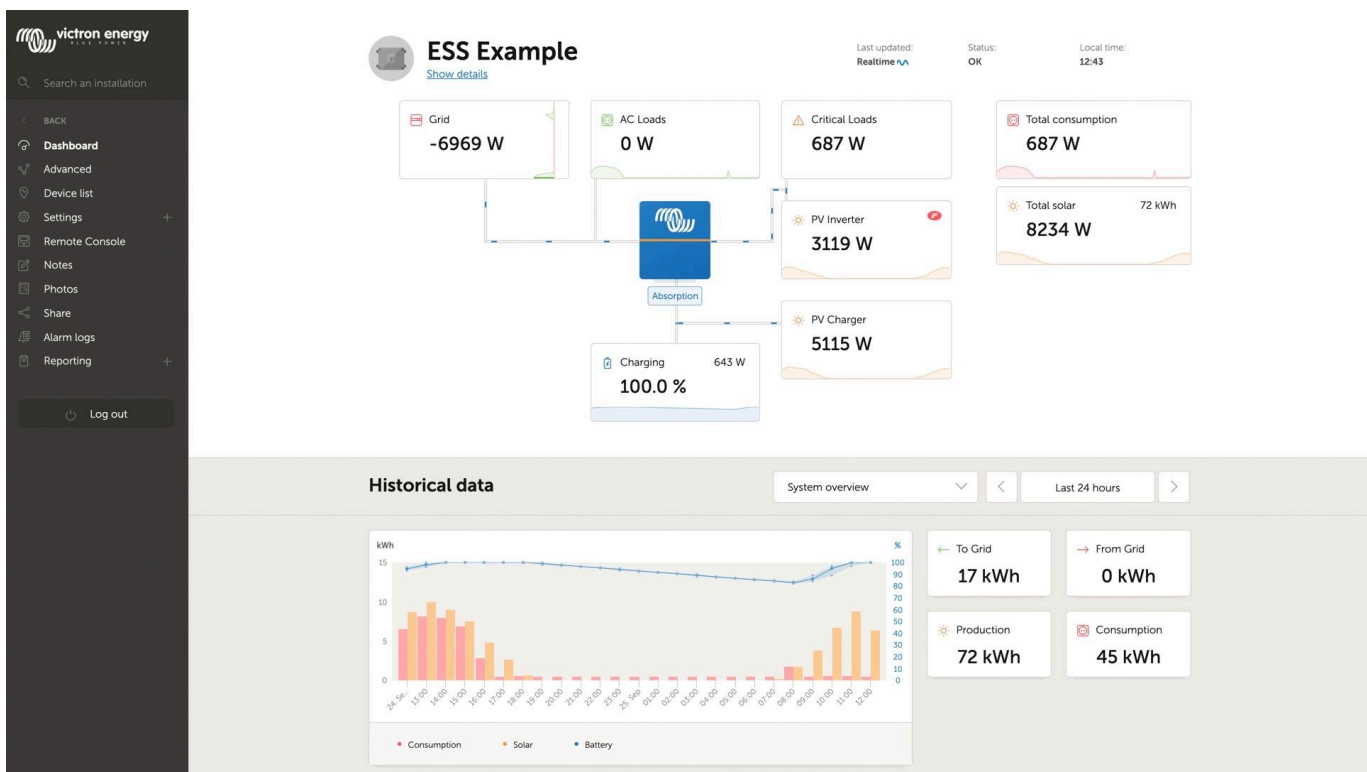 victron energy
BLUE POWER
Search an installation
BACK
Dashboard
Advanced
Device list
Settings
Remote Console
Notes
Photos
Share
Alarm logs
Reporting
Log out
ESS Example
Show details
Last updated:
Realtime
Status:
OK
Local time:
12:43
Grid
-6969 W
AC Loads
0 W
Critical Loads
687 W
Total consumption
687 W
PV Inverter
3119 W
Total solar 72 kWh
8234 W
Absorption
PV Charger
5115 W
Charging 643 W
100.0 %
Historical data
System overview
Last 24 hours
kWh %
15
10
5
0
100
90
80
70
60
50
40
30
20
10
0
24. Se... 13:00 14:00 15:00 16:00 17:00 18:00 19:00 20:00 21:00 22:00 23:00 25. Sep 01:00 02:00 03:00 04:00 05:00 06:00 07:00 08:00 09:00 10:00 11:00 12:00
Consumption Solar Battery
To Grid
17 kWh
From Grid
0 kWh
Production
72 kWh
Consumption
45 kWh